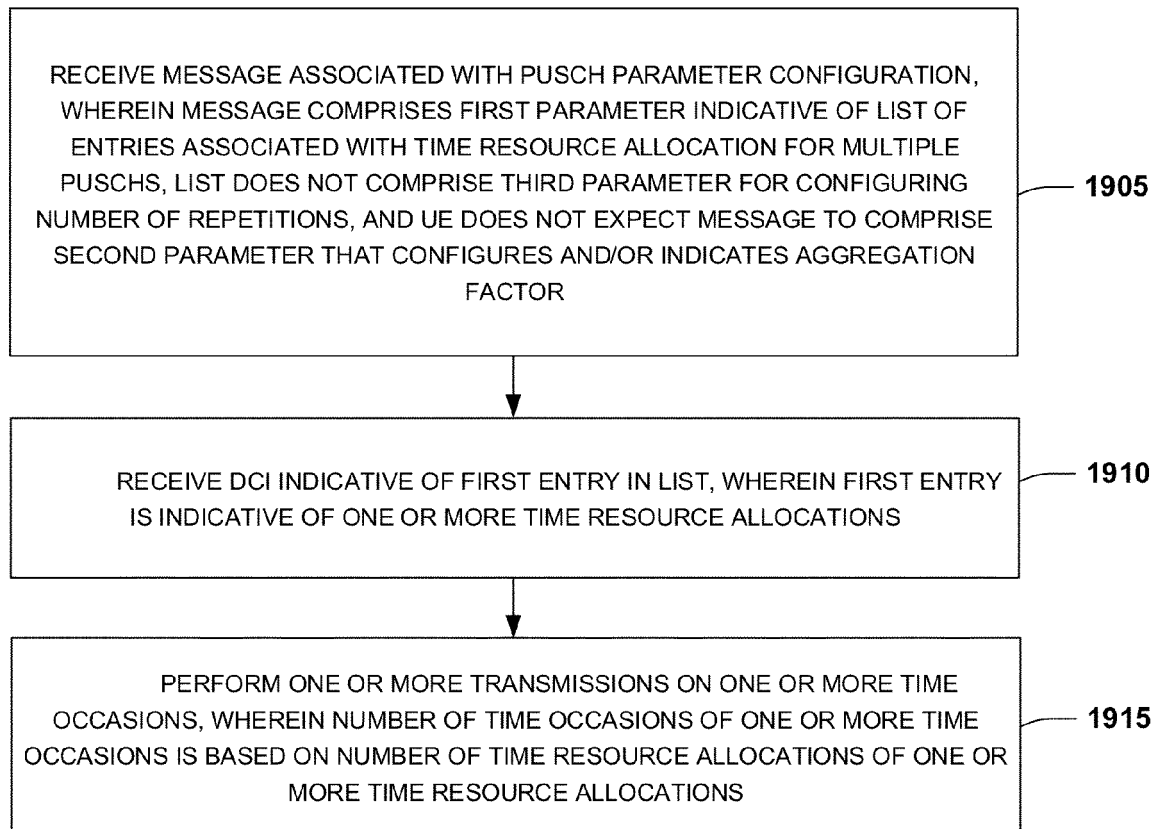 RECEIVE MESSAGE ASSOCIATED WITH PUSCH PARAMETER CONFIGURATION,
WHEREIN MESSAGE COMPRISES FIRST PARAMETER INDICATIVE OF LIST OF
ENTRIES ASSOCIATED WITH TIME RESOURCE ALLOCATION FOR MULTIPLE
PUSCHS, LIST DOES NOT COMPRISE THIRD PARAMETER FOR CONFIGURING
NUMBER OF REPETITIONS, AND UE DOES NOT EXPECT MESSAGE TO COMPRISE
SECOND PARAMETER THAT CONFIGURES AND/OR INDICATES AGGREGATION
FACTOR
1905
RECEIVE DCI INDICATIVE OF FIRST ENTRY IN LIST, WHEREIN FIRST ENTRY
IS INDICATIVE OF ONE OR MORE TIME RESOURCE ALLOCATIONS
1910
PERFORM ONE OR MORE TRANSMISSIONS ON ONE OR MORE TIME
OCCASIONS, WHEREIN NUMBER OF TIME OCCASIONS OF ONE OR MORE TIME
OCCASIONS IS BASED ON NUMBER OF TIME RESOURCE ALLOCATIONS OF ONE OR
MORE TIME RESOURCE ALLOCATIONS
1915